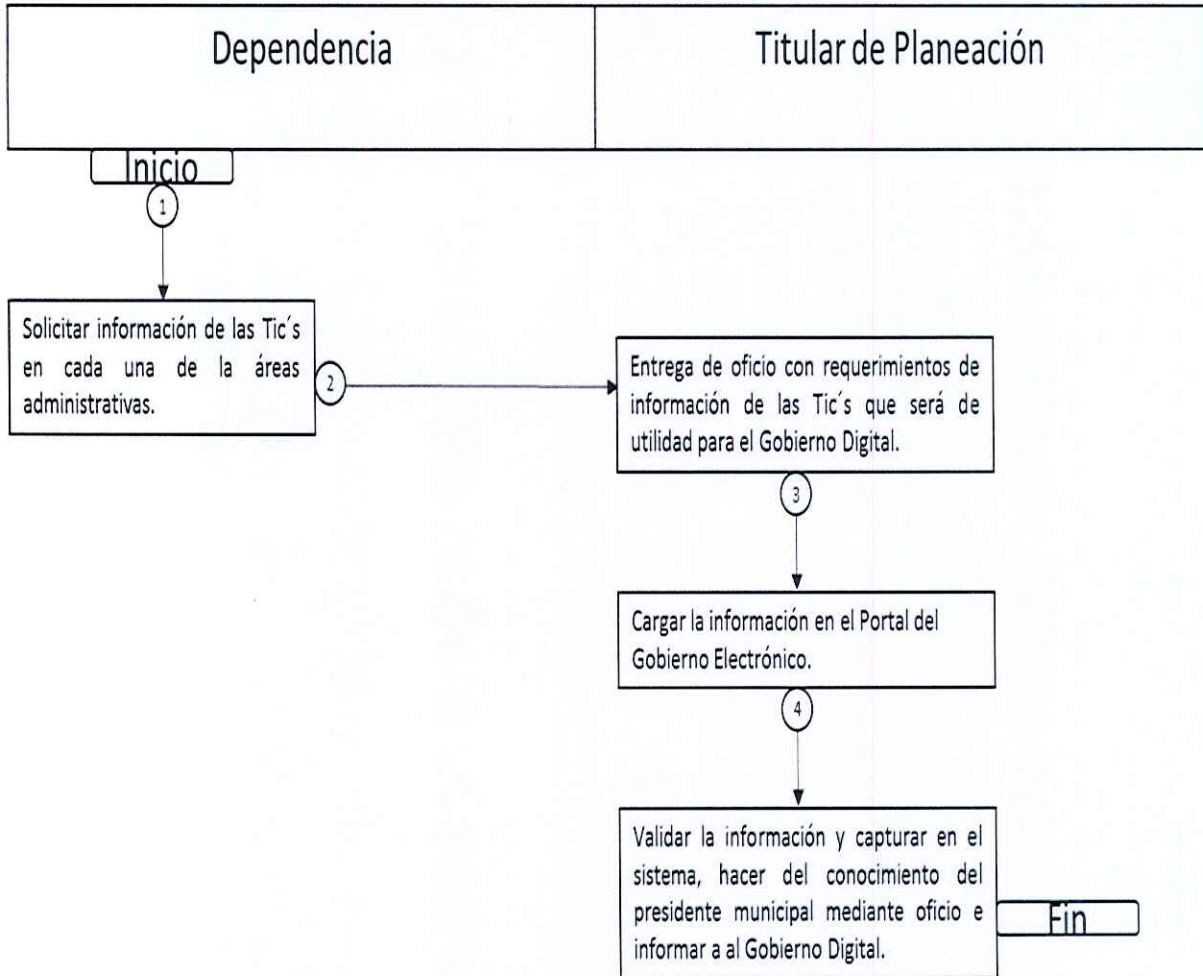 Dependencia
Titular de Planeación
Inicio
1
Solicitar información de las Tic´s
en cada una de la áreas
administrativas.
2
Entrega de oficio con requerimientos de
información de las Tic´s que será de
utilidad para el Gobierno Digital.
3
Cargar la información en el Portal del
Gobierno Electrónico.
4
Validar la información y capturar en el
sistema, hacer del conocimiento del
presidente municipal mediante oficio e
informar a al Gobierno Digital.
Fin